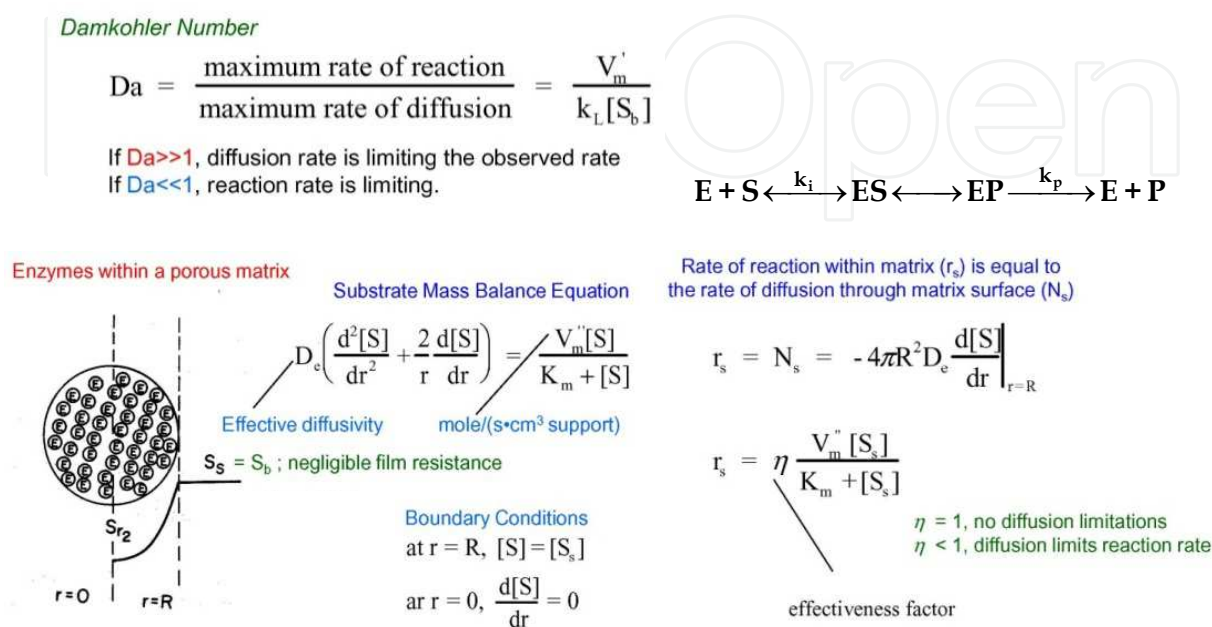 Damkohler Number
Da = maximum rate of reaction / maximum rate of diffusion = V'm / kL[Sb]
If Da>>1, diffusion rate is limiting the observed rate
If Da<<1, reaction rate is limiting.
Open
E + S ⟷ ki ES ⟷ EP ⟶ kp E + P
Enzymes within a porous matrix
E E E E E E E E E E E E E E E E E E E E E E E E E E E E E E E E E E E E E E
Ss = Sb ; negligible film resistance
Sr2
r=O r=R
Substrate Mass Balance Equation
De(d²[S]/dr² + 2/r d[S]/dr) = V''m[S] / Km + [S]
Effective diffusivity mole/(s•cm³ support)
Boundary Conditions
at r = R, [S]=[Ss]
ar r = 0, d[S]/dr = 0
Rate of reaction within matrix (rs) is equal to
the rate of diffusion through matrix surface (Ns)
rs = Ns = -4πR²De d[S]/dr |r=R
rs = η V''m [Ss] / Km +[Ss]
η = 1, no diffusion limitations
η < 1, diffusion limits reaction rate
effectiveness factor